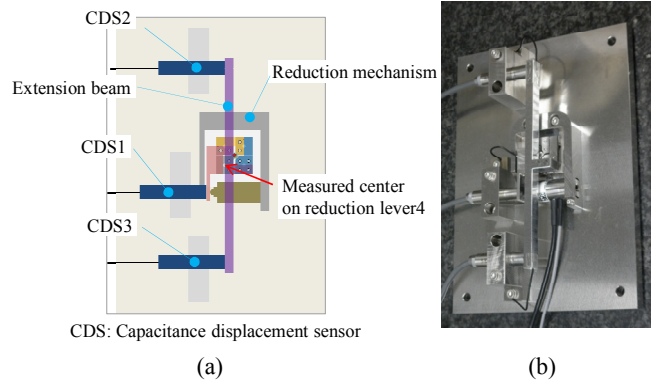 CDS2
Reduction mechanism
Extension beam
CDS1
Measured center
on reduction lever4
CDS3
CDS: Capacitance displacement sensor
(a)
(b)